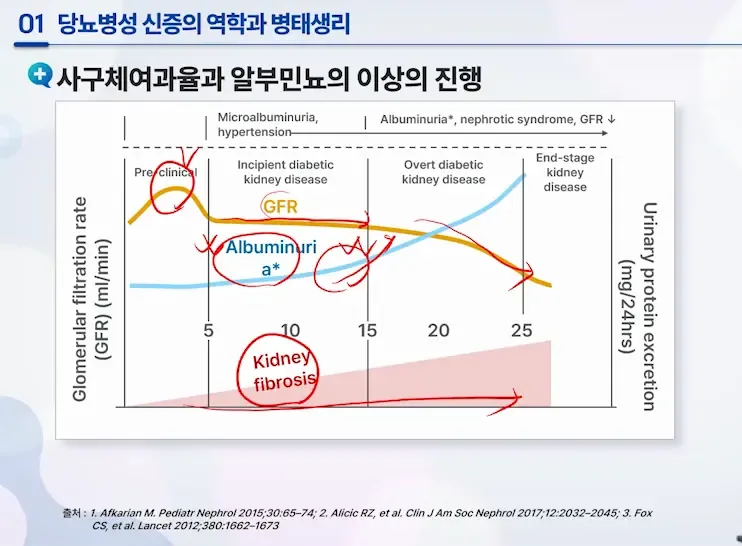 01 당뇨병성 신증의 역학과 병태생리
사구체여과율과 알부민뇨의 이상의 진행
Microalbuminuria,
hypertension
Albuminuria*, nephrotic syndrome, GFR ↓
Pre-clinical
Incipient diabetic
kidney disease
Overt diabetic
kidney disease
End-stage
kidney
disease
GFR
Albuminuri
a*
Glomerular filtration rate
(GFR) (ml/min)
Urinary protein excretion
(mg/24hrs)
5 10 15 20 25
Kidney
fibrosis
출처 : 1. Afkarian M. Pediatr Nephrol 2015;30:65–74; 2. Alicic RZ, et al. Clin J Am Soc Nephrol 2017;12:2032–2045; 3. Fox
CS, et al. Lancet 2012;380:1662–1673